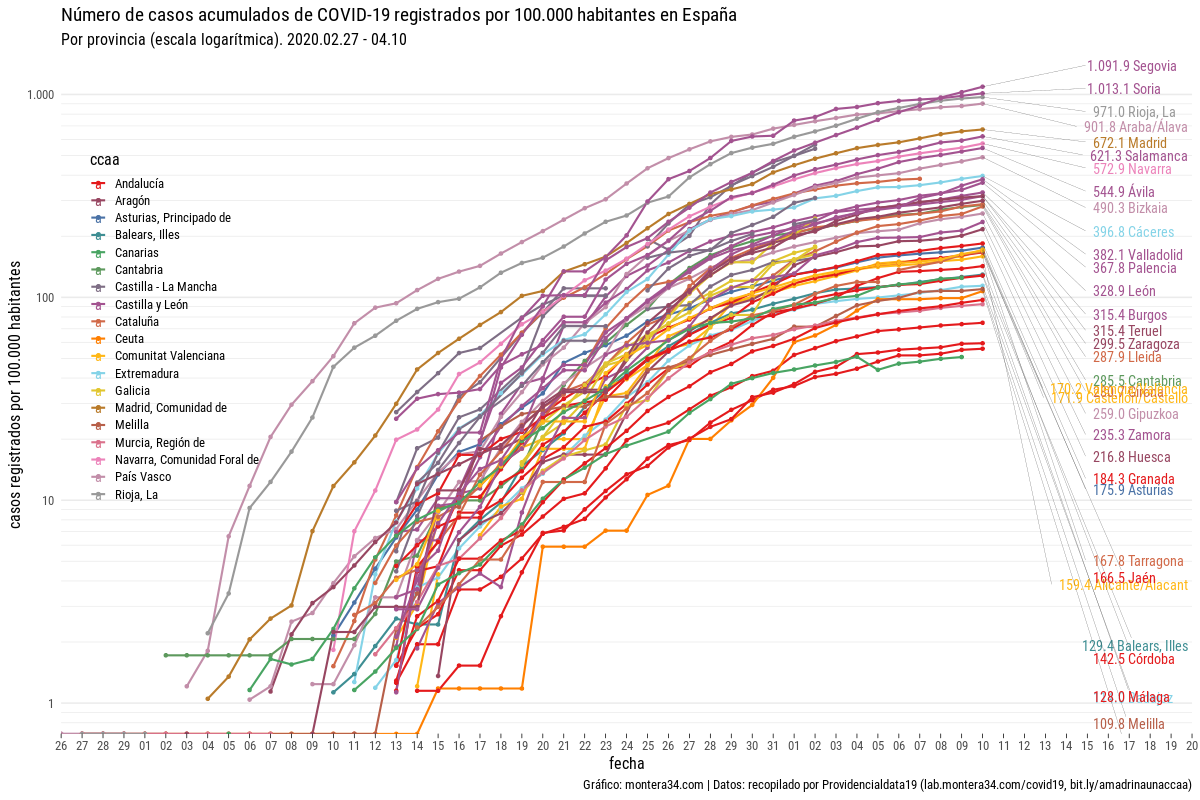 Número de casos acumulados de COVID-19 registrados por 100.000 habitantes en España
Por provincia (escala logarítmica). 2020.02.27 - 04.10
casos registrados por 100.000 habitantes
1.000
100
10
1
ccaa
Andalucía
Aragón
Asturias, Principado de
Balears, Illes
Canarias
Cantabria
Castilla - La Mancha
Castilla y León
Cataluña
Ceuta
Comunitat Valenciana
Extremadura
Galicia
Madrid, Comunidad de
Melilla
Murcia, Región de
Navarra, Comunidad Foral de
País Vasco
Rioja, La
1.091.9 Segovia
1.013.1 Soria
971.0 Rioja, La
901.8 Araba/Álava
672.1 Madrid
621.3 Salamanca
572.9 Navarra
544.9 Ávila
490.3 Bizkaia
396.8 Cáceres
382.1 Valladolid
367.8 Palencia
328.9 León
315.4 Burgos
315.4 Teruel
299.5 Zaragoza
287.9 Lleida
285.5 Cantabria
170.2
Girona
171.9 Castellón/Castelló
259.0 Gipuzkoa
235.3 Zamora
216.8 Huesca
184.3 Granada
175.9 Asturias
167.8 Tarragona
166.5 Jaén
159.4 Alicante/Alacant
129.4 Balears, Illes
142.5 Córdoba
128.0 Málaga
109.8 Melilla
26 27 28 29 01 02 03 04 05 06 07 08 09 10 11 12 13 14 15 16 17 18 19 20 21 22 23 24 25 26 27 28 29 30 31 01 02 03 04 05 06 07 08 09 10 11 12 13 14 15 16 17 18 19 20
fecha
Gráfico: montera34.com | Datos: recopilado por Providencialdata19 (lab.montera34.com/covid19, bit.ly/amadrinaunaccaa)